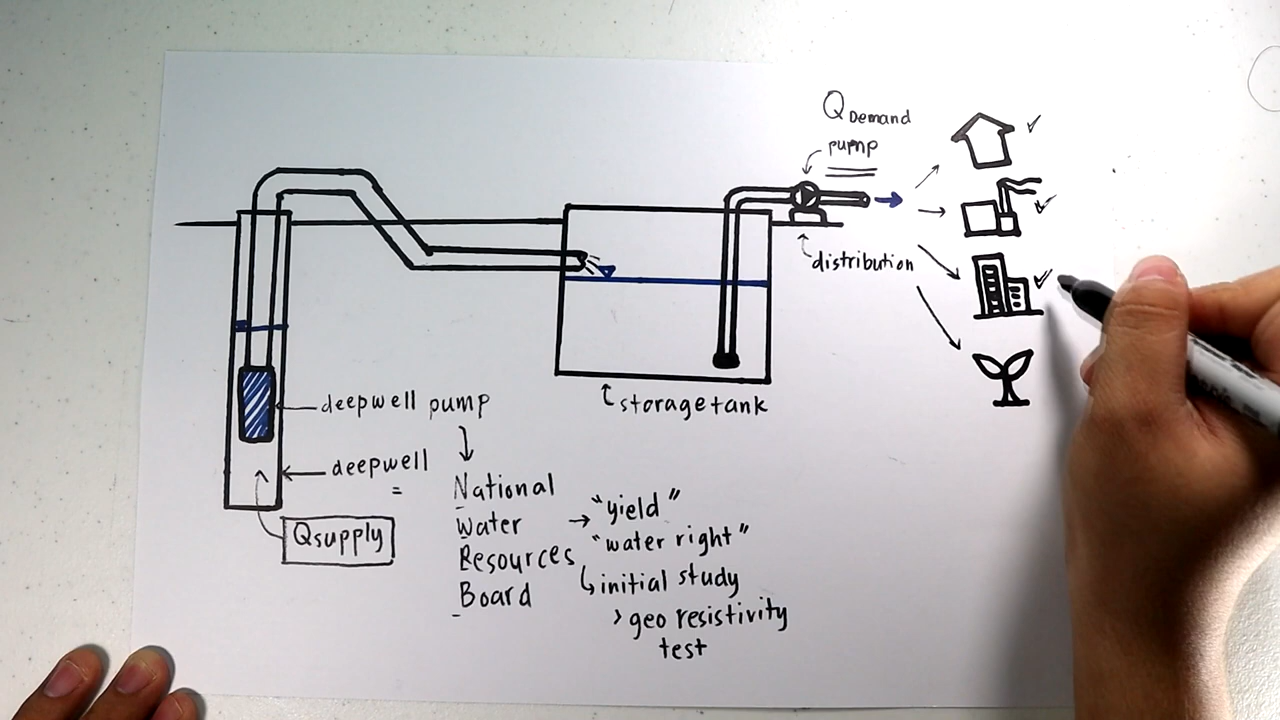 QDemand
pump
distribution
storage tank
deepwell pump
deepwell
=
Qsupply
National
Water
Resources
Board
"yield"
"water right"
initial study
> geo resistivity
test